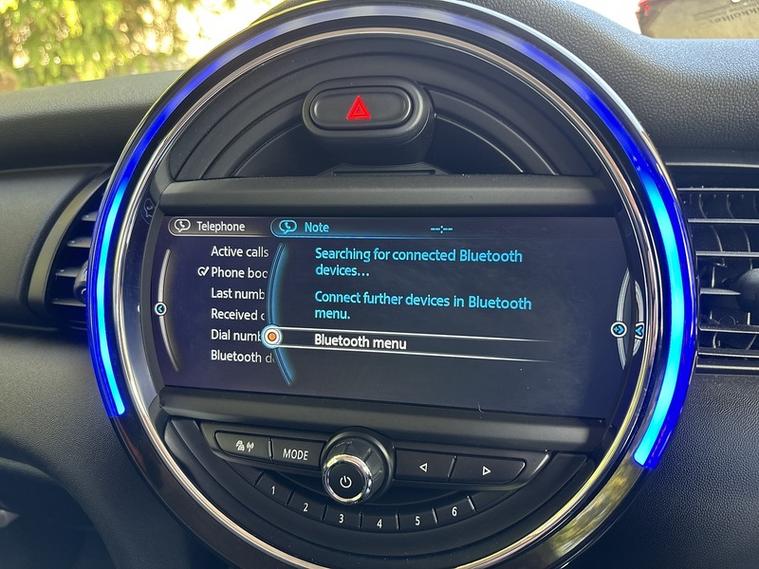 Telephone
Note
--:--
Active calls
Phone boo
Last numb
Received c
Dial numb
Bluetooth d
Searching for connected Bluetooth
devices...
Connect further devices in Bluetooth
menu.
Bluetooth menu
MODE
1 2 3 4 5 6